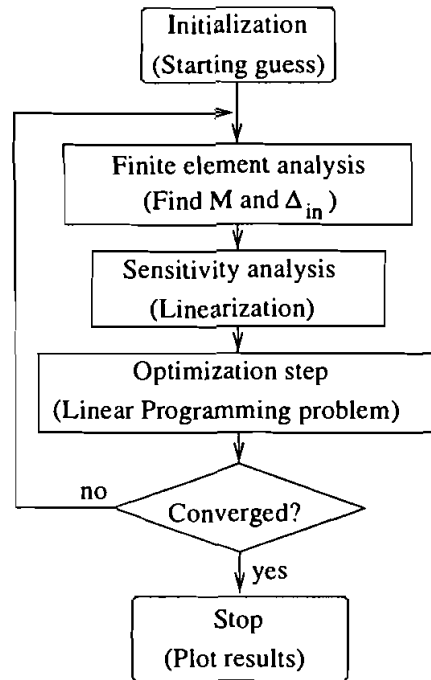 Initialization
(Starting guess)
Finite element analysis
(Find M and Δin )
Sensitivity analysis
(Linearization)
Optimization step
(Linear Programming problem)
no
Converged?
yes
Stop
(Plot results)